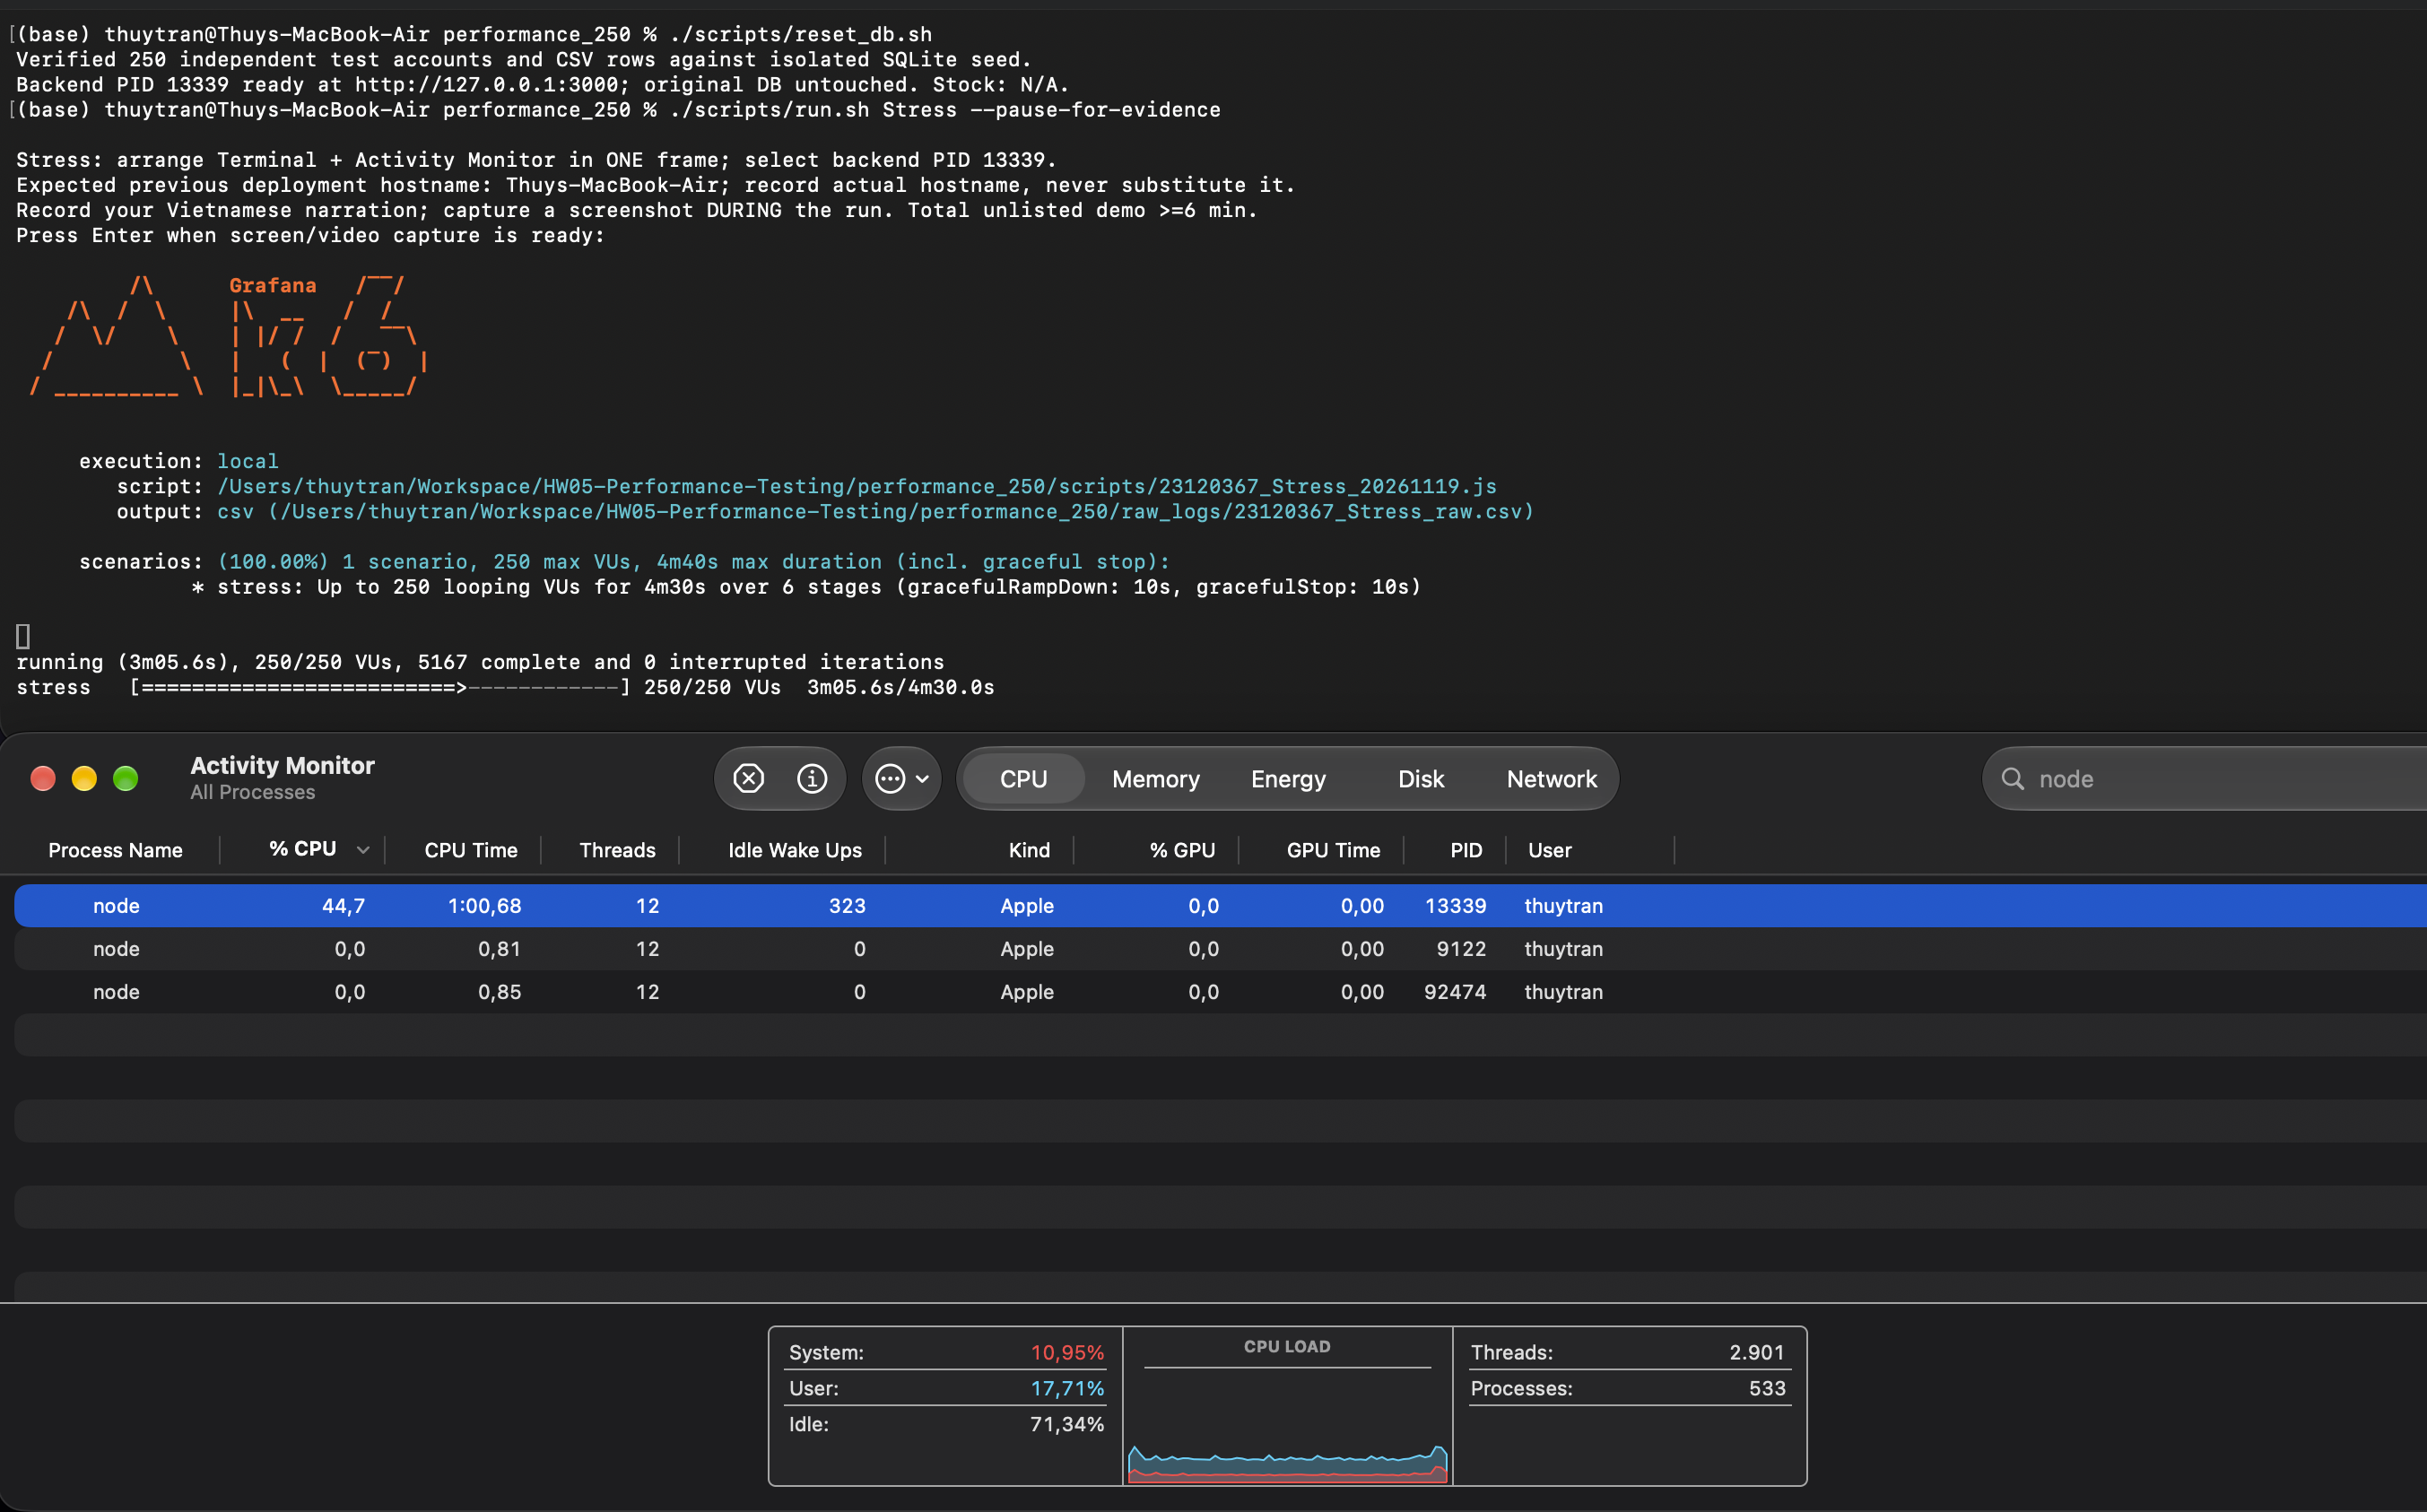 [(base) thuytran@Thuys-MacBook-Air performance_250 % ./scripts/reset_db.sh
Verified 250 independent test accounts and CSV rows against isolated SQLite seed.
Backend PID 13339 ready at http://127.0.0.1:3000; original DB untouched. Stock: N/A.
[(base) thuytran@Thuys-MacBook-Air performance_250 % ./scripts/run.sh Stress --pause-for-evidence
Stress: arrange Terminal + Activity Monitor in ONE frame; select backend PID 13339.
Expected previous deployment hostname: Thuys-MacBook-Air; record actual hostname, never substitute it.
Record your Vietnamese narration; capture a screenshot DURING the run. Total unlisted demo >=6 min.
Press Enter when screen/video capture is ready:
Grafana
k6
execution: local
script: /Users/thuytran/Workspace/HW05-Performance-Testing/performance_250/scripts/23120367_Stress_20261119.js
output: csv (/Users/thuytran/Workspace/HW05-Performance-Testing/performance_250/raw_logs/23120367_Stress_raw.csv)
scenarios: (100.00%) 1 scenario, 250 max VUs, 4m40s max duration (incl. graceful stop):
* stress: Up to 250 looping VUs for 4m30s over 6 stages (gracefulRampDown: 10s, gracefulStop: 10s)
running (3m05.6s), 250/250 VUs, 5167 complete and 0 interrupted iterations
stress [=========================>------------] 250/250 VUs 3m05.6s/4m30.0s
Activity Monitor
All Processes
CPU Memory Energy Disk Network
node
Process Name % CPU CPU Time Threads Idle Wake Ups Kind % GPU GPU Time PID User
node 44,7 1:00,68 12 323 Apple 0,0 0,00 13339 thuytran
node 0,0 0,81 12 0 Apple 0,0 0,00 9122 thuytran
node 0,0 0,85 12 0 Apple 0,0 0,00 92474 thuytran
System: 10,95%
User: 17,71%
Idle: 71,34%
CPU LOAD
Threads: 2.901
Processes: 533